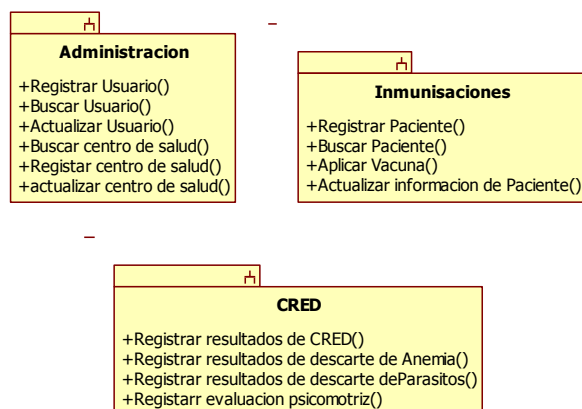 Administracion
+Registrar Usuario()
+Buscar Usuario()
+Actualizar Usuario()
+Buscar centro de salud()
+Registar centro de salud()
+actualizar centro de salud()
Inmunisaciones
+Registrar Paciente()
+Buscar Paciente()
+Aplicar Vacuna()
+Actualizar informacion de Paciente()
CRED
+Registrar resultados de CRED()
+Registrar resultados de descarte de Anemia()
+Registrar resultados de descarte deParasitos()
+Registarr evaluacion psicomotriz()